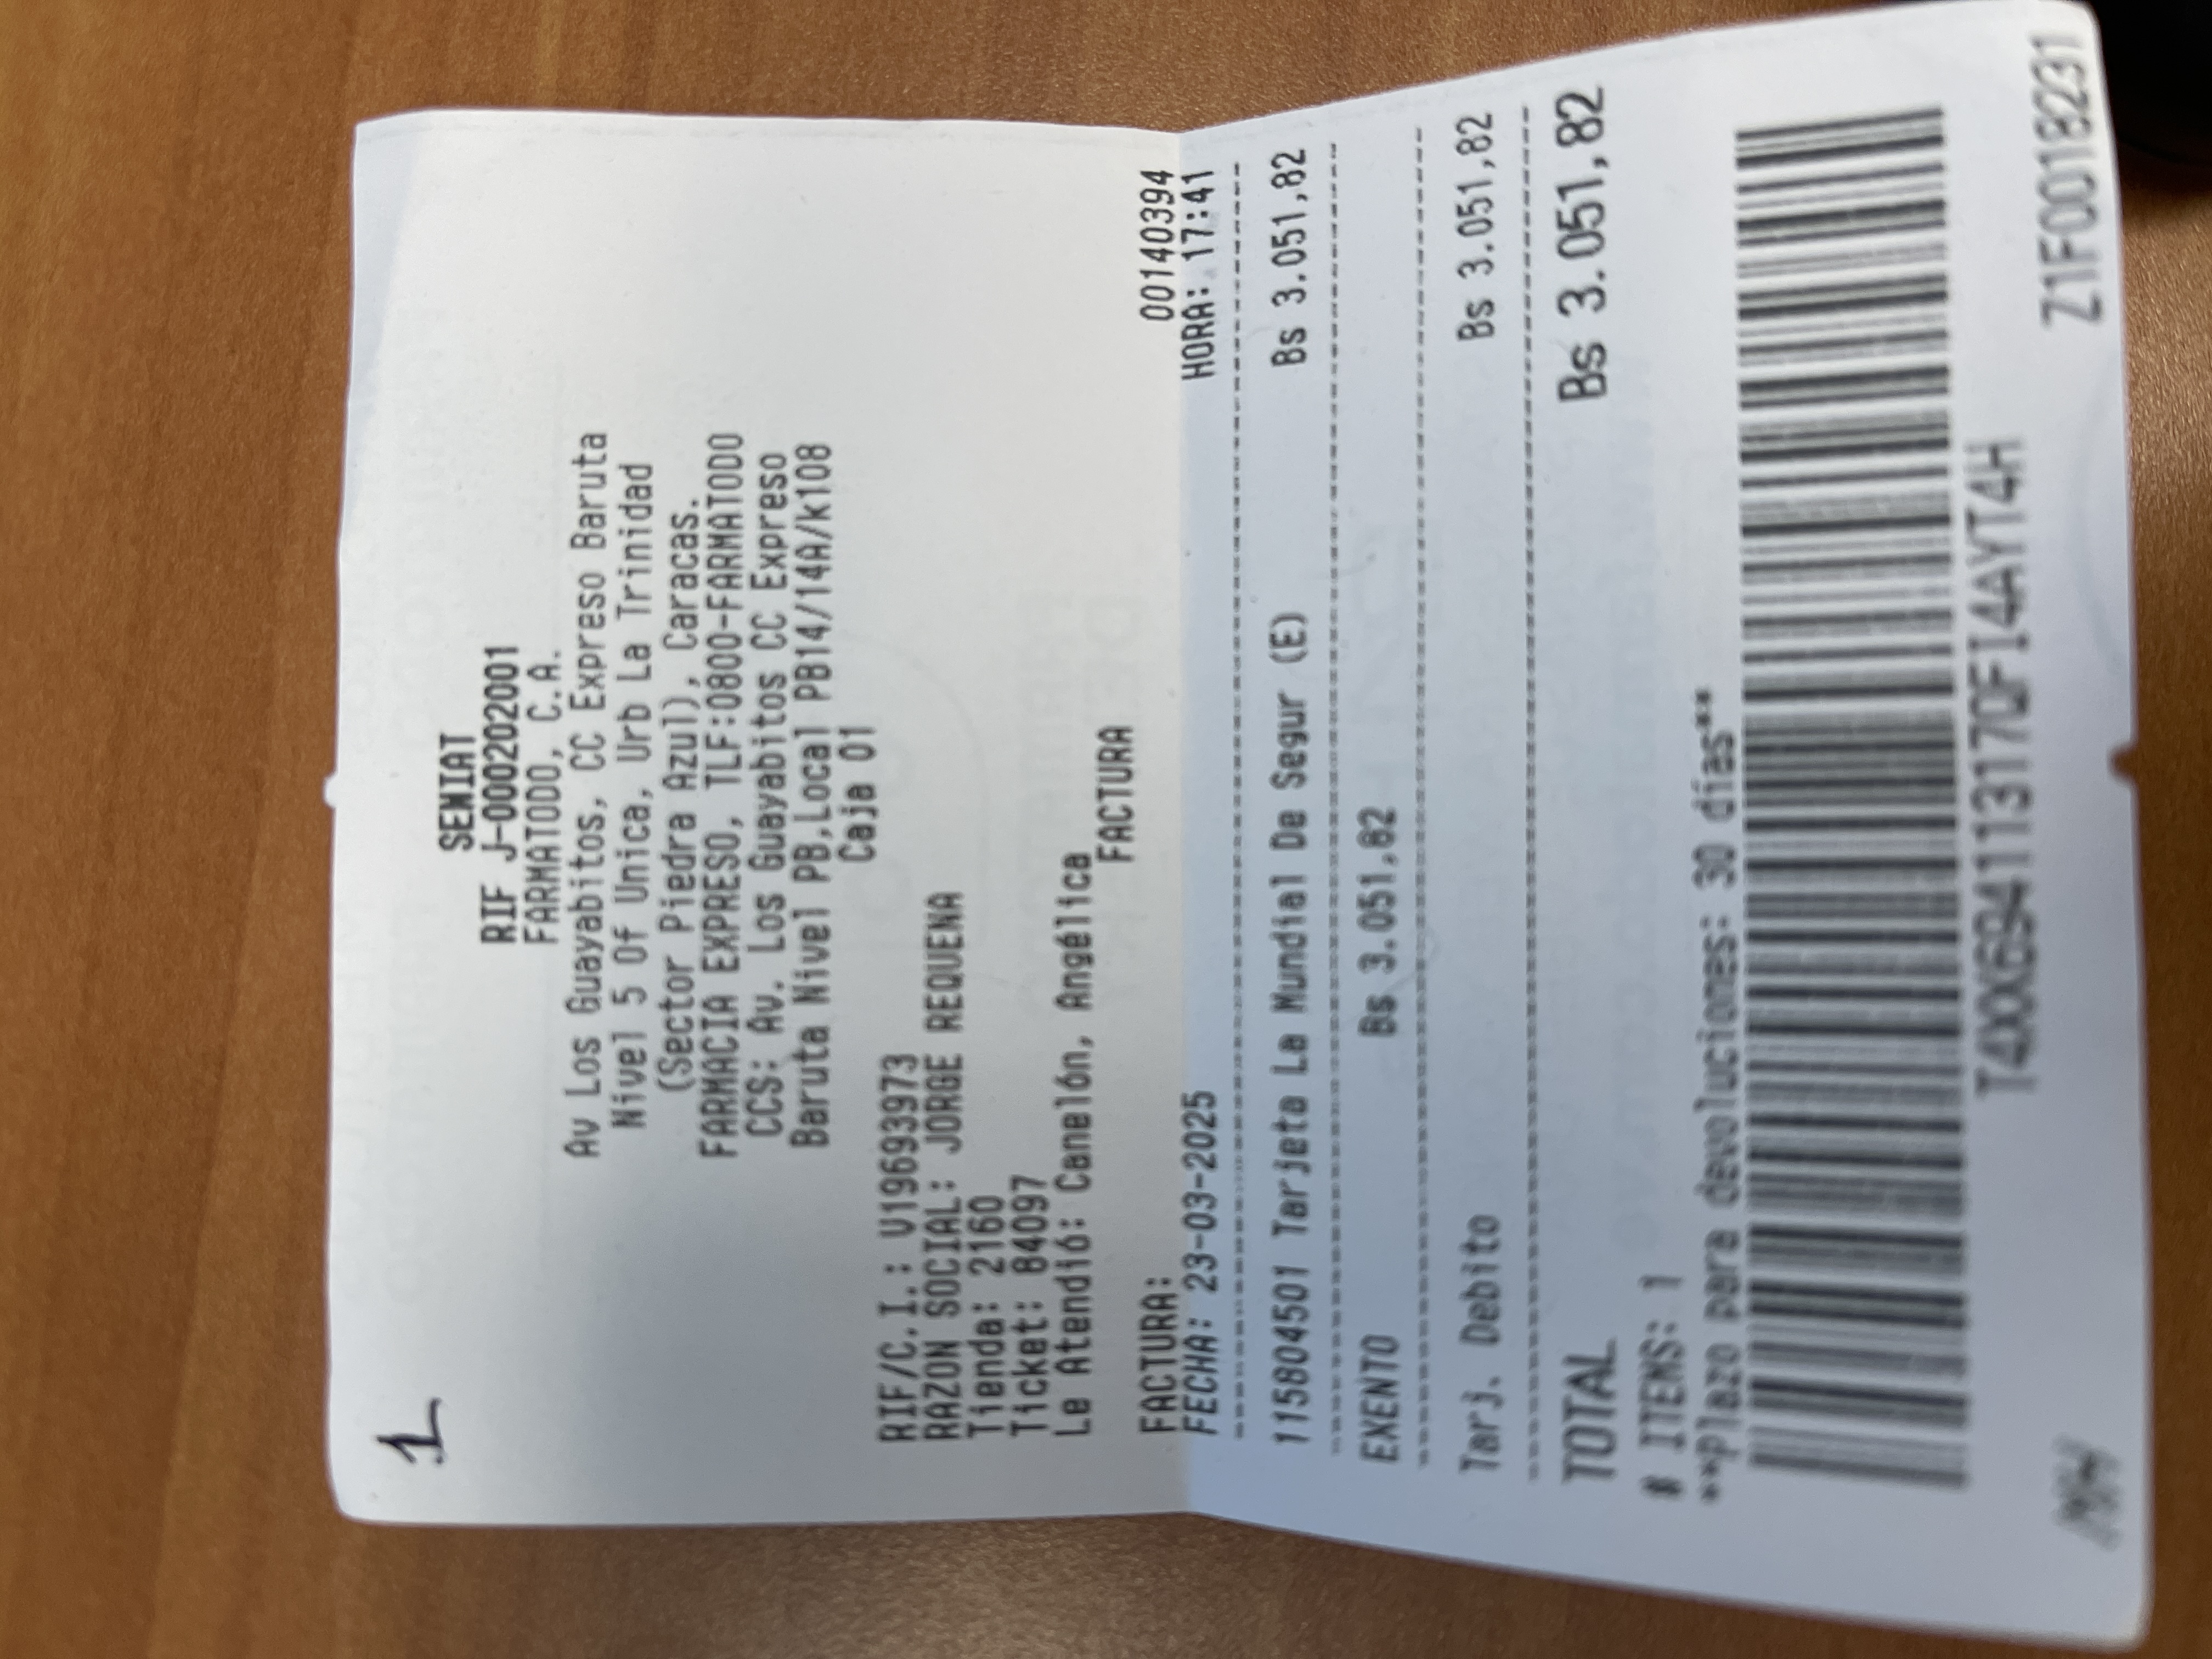 1
SENIAT
RIF J-000202001
FARMATODO, C.A.
Av Los Guayabitos, CC Expreso Baruta
Nivel 5 Of Unica, Urb La Trinidad
(Sector Piedra Azul), Caracas.
FARMACIA EXPRESO, TLF:0800-FARMATODO
CCS: Av. Los Guayabitos CC Expreso
Baruta Nivel PB,Local PB14/14A/k108
Caja 01
RIF/C.I.: V19693973
RAZON SOCIAL: JORGE REQUENA
Tienda: 2160
Ticket: 84097
Le Atendió: Canelón, Angélica
FACTURA
FACTURA: 00140394
FECHA: 23-03-2025 HORA: 17:41
115804501 Tarjeta La Mundial De Segur (E) Bs 3.051,82
EXENTO Bs 3.051,82
Tarj. Debito Bs 3.051,82
TOTAL Bs 3.051,82
# ITEMS: 1
**Plazo para devoluciones: 30 días**
T4XX694113170FI4AYT4H
MH Z1F0018231